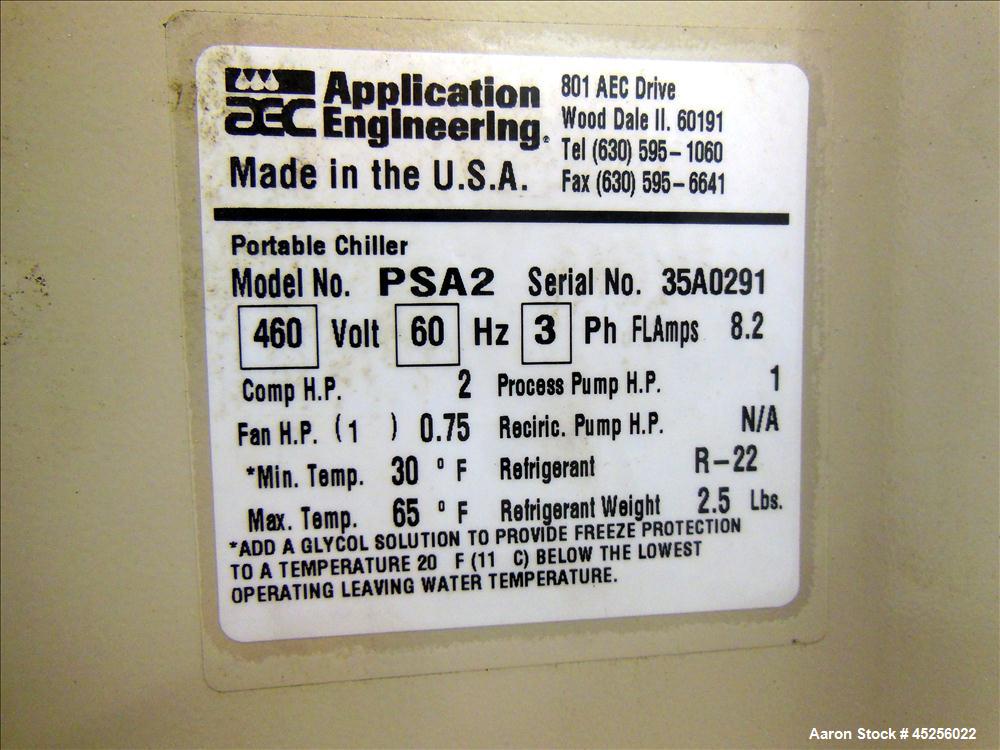 AEC Application Engineering.
801 AEC Drive
Wood Dale Il. 60191
Tel (630) 595-1060
Fax (630) 595-6641
Made in the U.S.A.
Portable Chiller
Model No. PSA2 Serial No. 35A0291
460 Volt 60 Hz 3 Ph FLAmps 8.2
Comp H.P. 2 Process Pump H.P. 1
Fan H.P. (1 ) 0.75 Reciric. Pump H.P. N/A
*Min. Temp. 30 ° F Refrigerant R-22
Max. Temp. 65 ° F Refrigerant Weight 2.5 Lbs.
*ADD A GLYCOL SOLUTION TO PROVIDE FREEZE PROTECTION
TO A TEMPERATURE 20 F (11 C) BELOW THE LOWEST
OPERATING LEAVING WATER TEMPERATURE.
Aaron Stock # 45256022